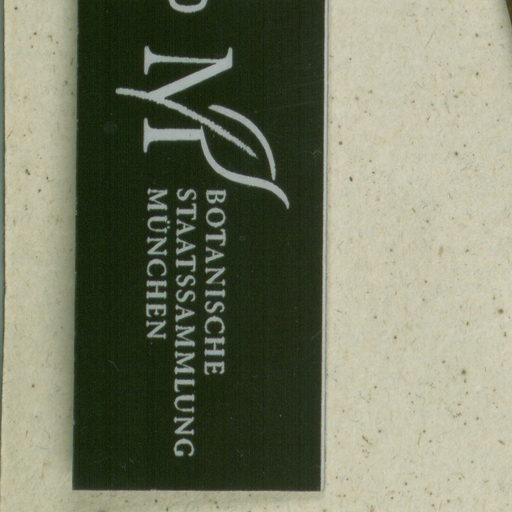 M
BOTANISCHE
STAATSSAMMLUNG
MÜNCHEN